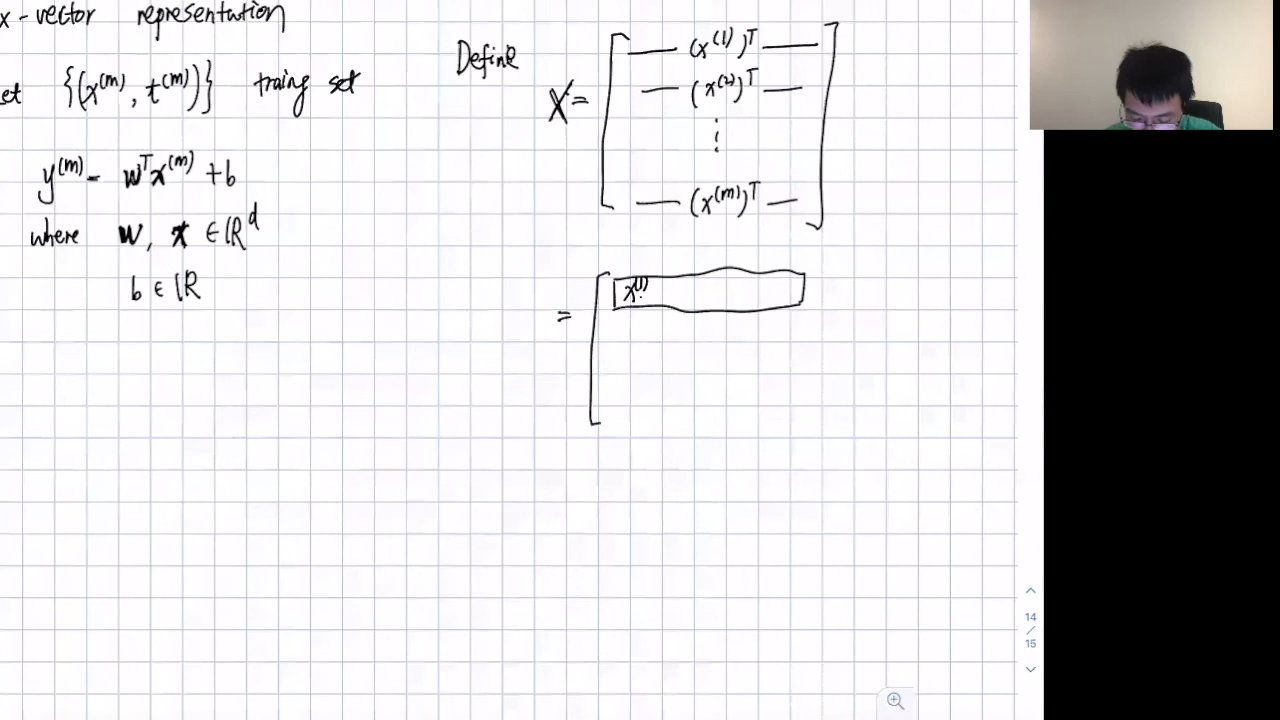 x-vector representation
et {(x^(m), t^(m))} traing set
y^(m) = w^T x^(m) + b
where w, x ∈ ℝ^d
b ∈ ℝ
Define
X = [ — (x^(1))^T —
— (x^(2))^T —
⋮
— (x^(m))^T — ]
= [ x^(1)
14
/
15